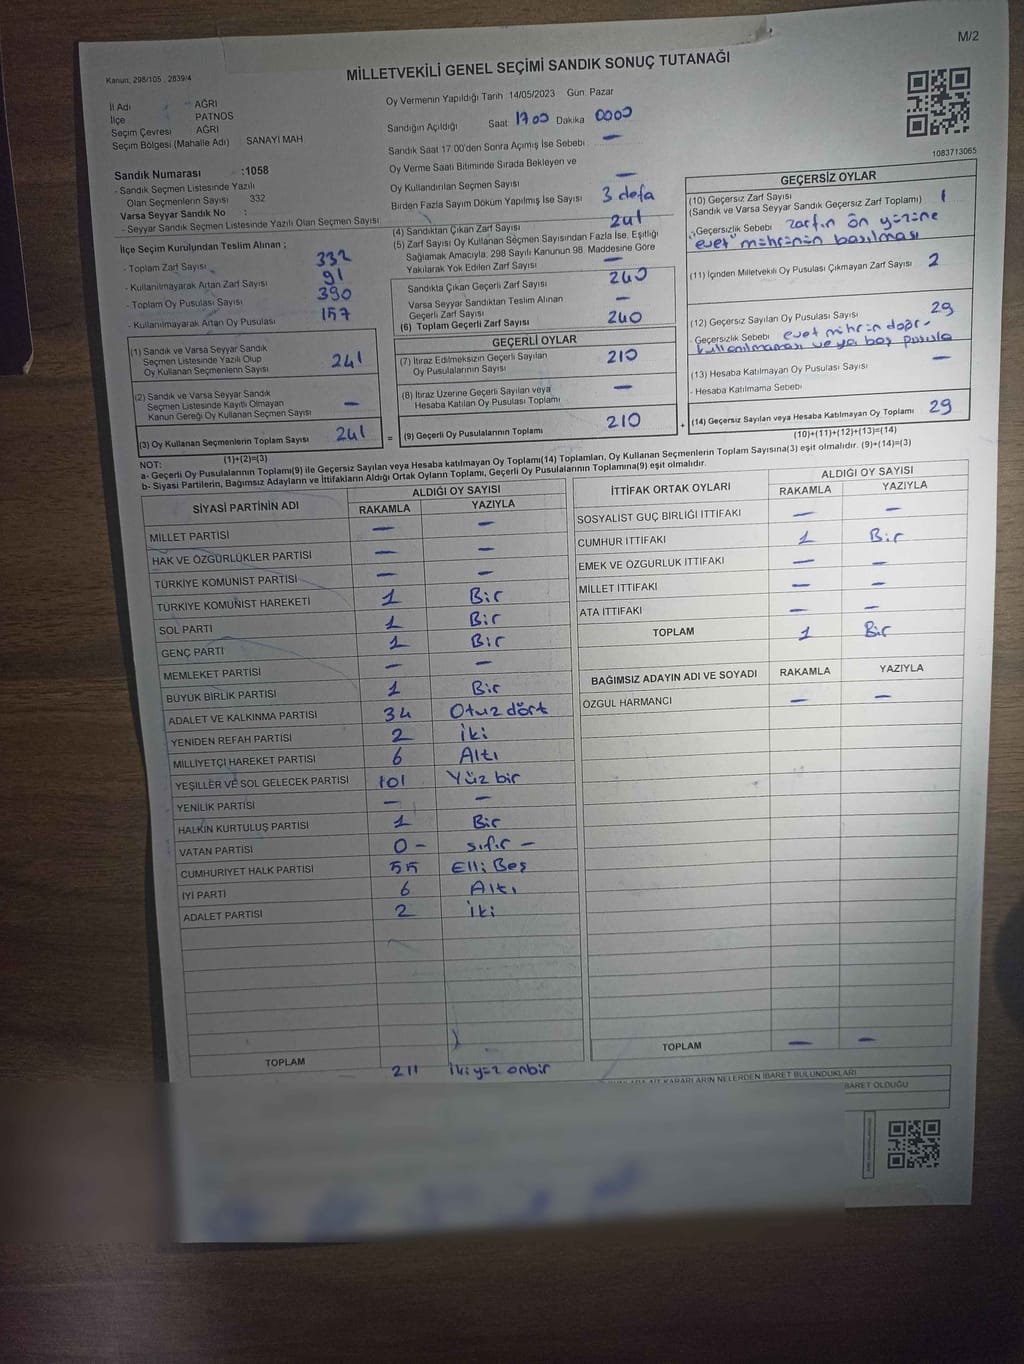 M/2
Kanun, 298/105 , 2839/4
MİLLETVEKİLİ GENEL SEÇİMİ SANDIK SONUÇ TUTANAĞI
İl Adı AĞRI
İlçe PATNOS
Seçim Çevresi AĞRI
Seçim Bölgesi (Mahalle Adı) SANAYİ MAH
Oy Vermenin Yapıldığı Tarih 14/05/2023 Gün: Pazar
Sandığın Açıldığı Saat 17 00 Dakika 0000
Sandık Saat 17:00'den Sonra Açımış İse Sebebi —
Oy Verme Saati Bitiminde Sırada Bekleyen ve
Oy Kullandırılan Seçmen Sayısı —
Birden Fazla Sayım Döküm Yapılmış İse Sayısı 3 defa
Sandık Numarası :1058
- Sandık Seçmen Listesinde Yazılı
Olan Seçmenlerin Sayısı 332
Varsa Seyyar Sandık No :
- Seyyar Sandık Seçmen Listesinde Yazılı Olan Seçmen Sayısı
İlçe Seçim Kurulundan Teslim Alınan ;
- Toplam Zarf Sayısı 332
- Kullanılmayarak Artan Zarf Sayısı 91
- Toplam Oy Pusulası Sayısı 390
- Kullanılmayarak Artan Oy Pusulası 157
(1) Sandık ve Varsa Seyyar Sandık
Seçmen Listesinde Yazılı Olup
Oy Kullanan Seçmenlerin Sayısı 241
(2) Sandık ve Varsa Seyyar Sandık
Seçmen Listesinde Kayıtlı Olmayan
Kanun Gereği Oy Kullanan Seçmen Sayısı —
(3) Oy Kullanan Seçmenlerin Toplam Sayısı 241
(1)+(2)=(3)
(4) Sandıktan Çıkan Zarf Sayısı 241
(5) Zarf Sayısı Oy Kullanan Seçmen Sayısından Fazla İse, Eşitliği
Sağlamak Amacıyla; 298 Sayılı Kanunun 98. Maddesine Göre
Yakılarak Yok Edilen Zarf Sayısı —
Sandıkta Çıkan Geçerli Zarf Sayısı 240
Varsa Seyyar Sandıktan Teslim Alınan
Geçerli Zarf Sayısı —
(6) Toplam Geçerli Zarf Sayısı 240
GEÇERLİ OYLAR
(7) İtiraz Edilmeksizin Geçerli Sayılan
Oy Pusulalarının Sayısı 210
(8) İtiraz Üzerine Geçerli Sayılan veya
Hesaba Katılan Oy Pusulası Toplamı —
= (9) Geçerli Oy Pusulalarının Toplamı 210 +
1083713065
GEÇERSİZ OYLAR
(10) Geçersiz Zarf Sayısı 1
(Sandık ve Varsa Seyyar Sandık Geçersiz Zarf Toplamı)
- Geçersizlik Sebebi zarfın ön yüzüne
"evet" mührünün basılması
(11) İçinden Milletvekili Oy Pusulası Çıkmayan Zarf Sayısı 2
(12) Geçersiz Sayılan Oy Pusulası Sayısı 29
- Geçersizlik Sebebi evet mührün doğr-
kullanılmaması veya boş pusula
(13) Hesaba Katılmayan Oy Pusulası Sayısı —
- Hesaba Katılmama Sebebi
(14) Geçersiz Sayılan veya Hesaba Katılmayan Oy Toplamı 29
(10)+(11)+(12)+(13)=(14)
NOT:
a- Geçerli Oy Pusulalarının Toplamı(9) ile Geçersiz Sayılan veya Hesaba katılmayan Oy Toplamı(14) Toplamları, Oy Kullanan Seçmenlerin Toplam Sayısına(3) eşit olmalıdır. (9)+(14)=(3)
b- Siyasi Partilerin, Bağımsız Adayların ve İttifakların Aldığı Ortak Oyların Toplamı, Geçerli Oy Pusulalarının Toplamına(9) eşit olmalıdır.
SİYASİ PARTİNİN ADI ALDIĞI OY SAYISI
RAKAMLA YAZIYLA
MİLLET PARTİSİ — —
HAK VE ÖZGÜRLÜKLER PARTİSİ — —
TÜRKİYE KOMÜNİST PARTİSİ — —
TÜRKİYE KOMÜNİST HAREKETİ 1 Bir
SOL PARTİ 1 Bir
GENÇ PARTİ 1 Bir
MEMLEKET PARTİSİ — —
BÜYÜK BİRLİK PARTİSİ 1 Bir
ADALET VE KALKINMA PARTİSİ 34 Otuz dört
YENİDEN REFAH PARTİSİ 2 İki
MİLLİYETÇİ HAREKET PARTİSİ 6 Altı
YEŞİLLER VE SOL GELECEK PARTİSİ 101 Yüz bir
YENİLİK PARTİSİ — —
HALKIN KURTULUŞ PARTİSİ 1 Bir
VATAN PARTİSİ 0 - sıfır —
CUMHURİYET HALK PARTİSİ 55 Elli Beş
İYİ PARTİ 6 Altı
ADALET PARTİSİ 2 İki
TOPLAM 211 İkiyüz onbir
İTTİFAK ORTAK OYLARI ALDIĞI OY SAYISI
RAKAMLA YAZIYLA
SOSYALİST GÜÇ BİRLİĞİ İTTİFAKI — —
CUMHUR İTTİFAKI 1 Bir
EMEK VE ÖZGÜRLÜK İTTİFAKI — —
MİLLET İTTİFAKI — —
ATA İTTİFAKI — —
TOPLAM 1 Bir
BAĞIMSIZ ADAYIN ADI VE SOYADI RAKAMLA YAZIYLA
ÖZGÜL HARMANCI — —
TOPLAM — —
KARARLARIN NELERDEN İBARET BULUNDUKLARI
İBARET OLDUĞU